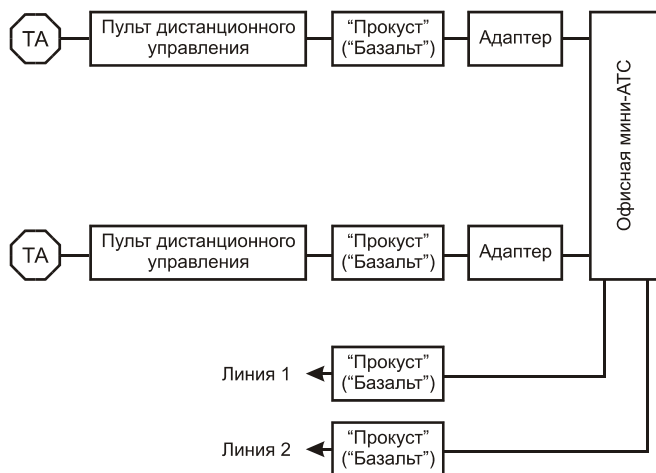 ТА
Пульт дистанционного
управления
“Прокуст”
(“Базальт”)
Адаптер
Офисная мини-АТС
ТА
Пульт дистанционного
управления
“Прокуст”
(“Базальт”)
Адаптер
Линия 1
“Прокуст”
(“Базальт”)
Линия 2
“Прокуст”
(“Базальт”)